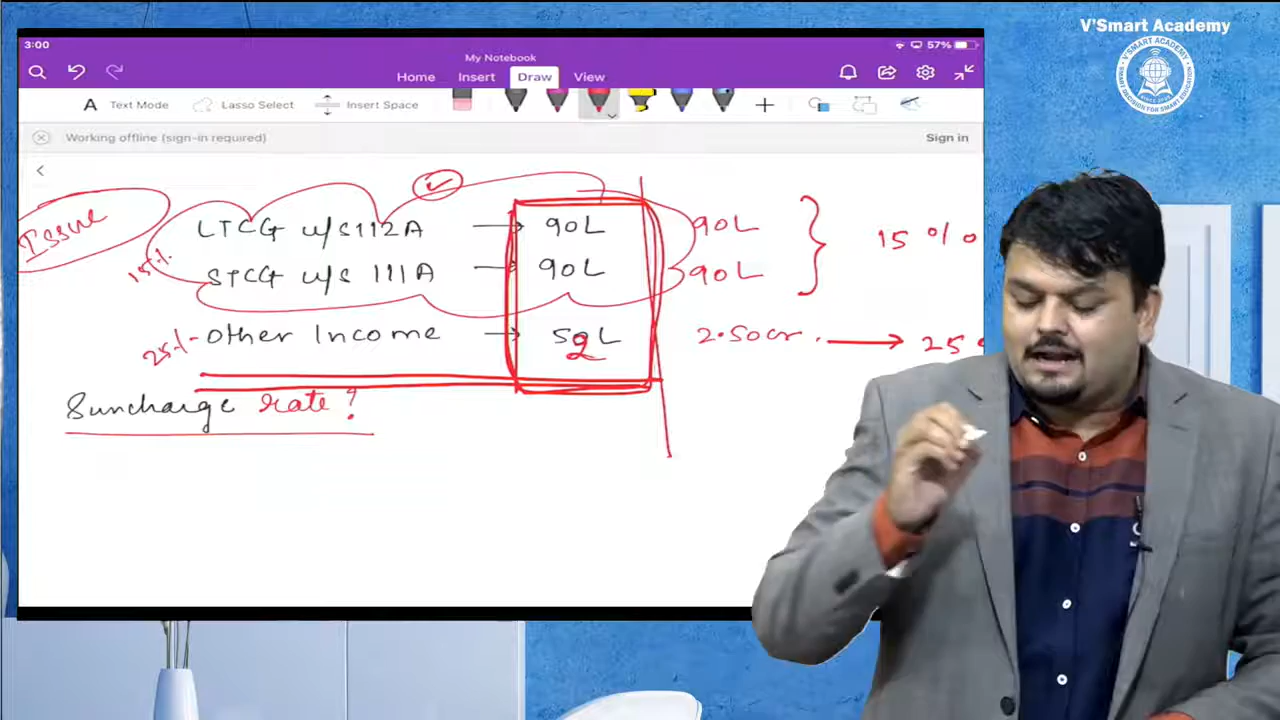 V'Smart Academy
3:00
57%
My Notebook
Home Insert Draw View
A Text Mode Lasso Select Insert Space
Working offline (sign-in required) Sign in
Issue
LTCG u/s 112A → 90L 90L
15%
15%
STCG u/s 111A → 90L 90L
25% Other Income → 2.50cr. → 25
Surcharge rate?